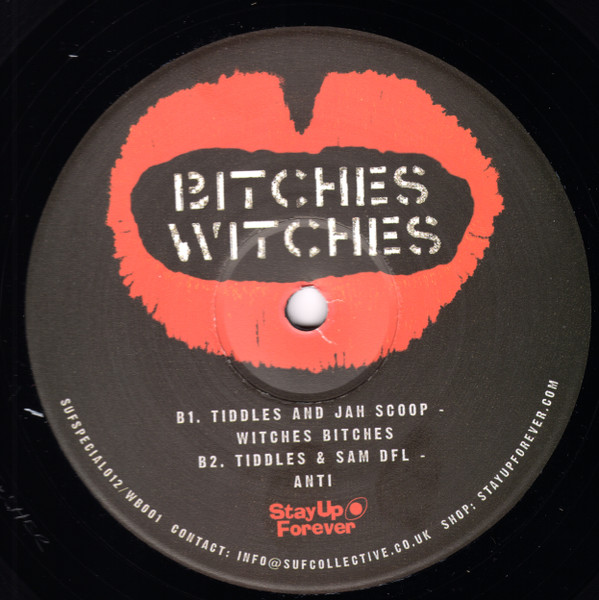 BITCHES
WITCHES
B1. TIDDLES AND JAH SCOOP -
WITCHES BITCHES
B2. TIDDLES & SAM DFL -
ANTI
StayUp
Forever
SUFSPECIAL012/WB001 CONTACT: INFO@SUFCOLLECTIVE.CO.UK SHOP: STAYUPFOREVER.COM